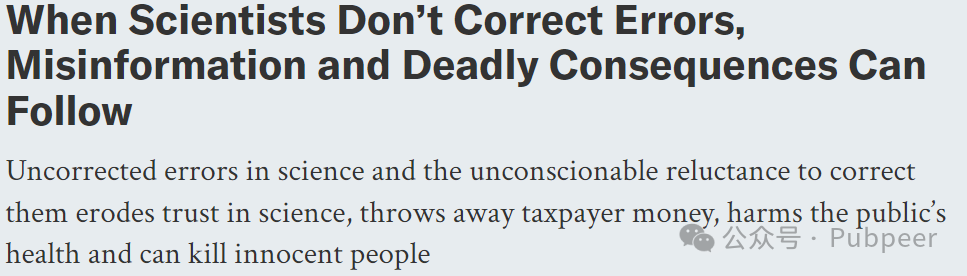 When Scientists Don’t Correct Errors,
Misinformation and Deadly Consequences Can
Follow
Uncorrected errors in science and the unconscionable reluctance to correct
them erodes trust in science, throws away taxpayer money, harms the public’s
health and can kill innocent people
公众号 · Pubpeer